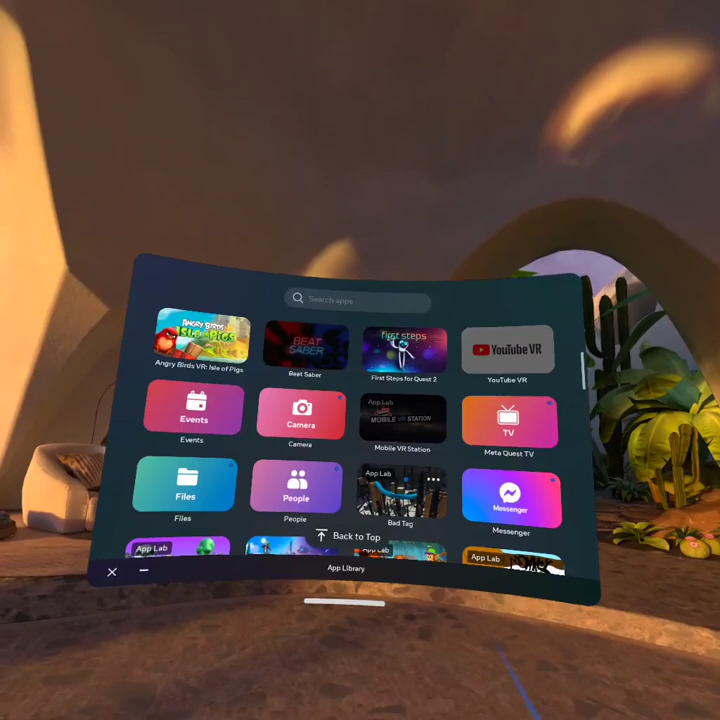 Search apps
ANGRY BIRDS
ISLE OF PIGS
BEAT
SABER
first steps
YouTube VR
Angry Birds VR: Isle of Pigs
Beat Saber
First Steps for Quest 2
YouTube VR
Events
Camera
App Lab
MOBILE VR STATION
TV
Events
Camera
Mobile VR Station
Meta Quest TV
Files
People
App Lab
Messenger
Files
People
Bad Tag
Messenger
Back to Top
App Lab
App Lab
App Lab
App Library